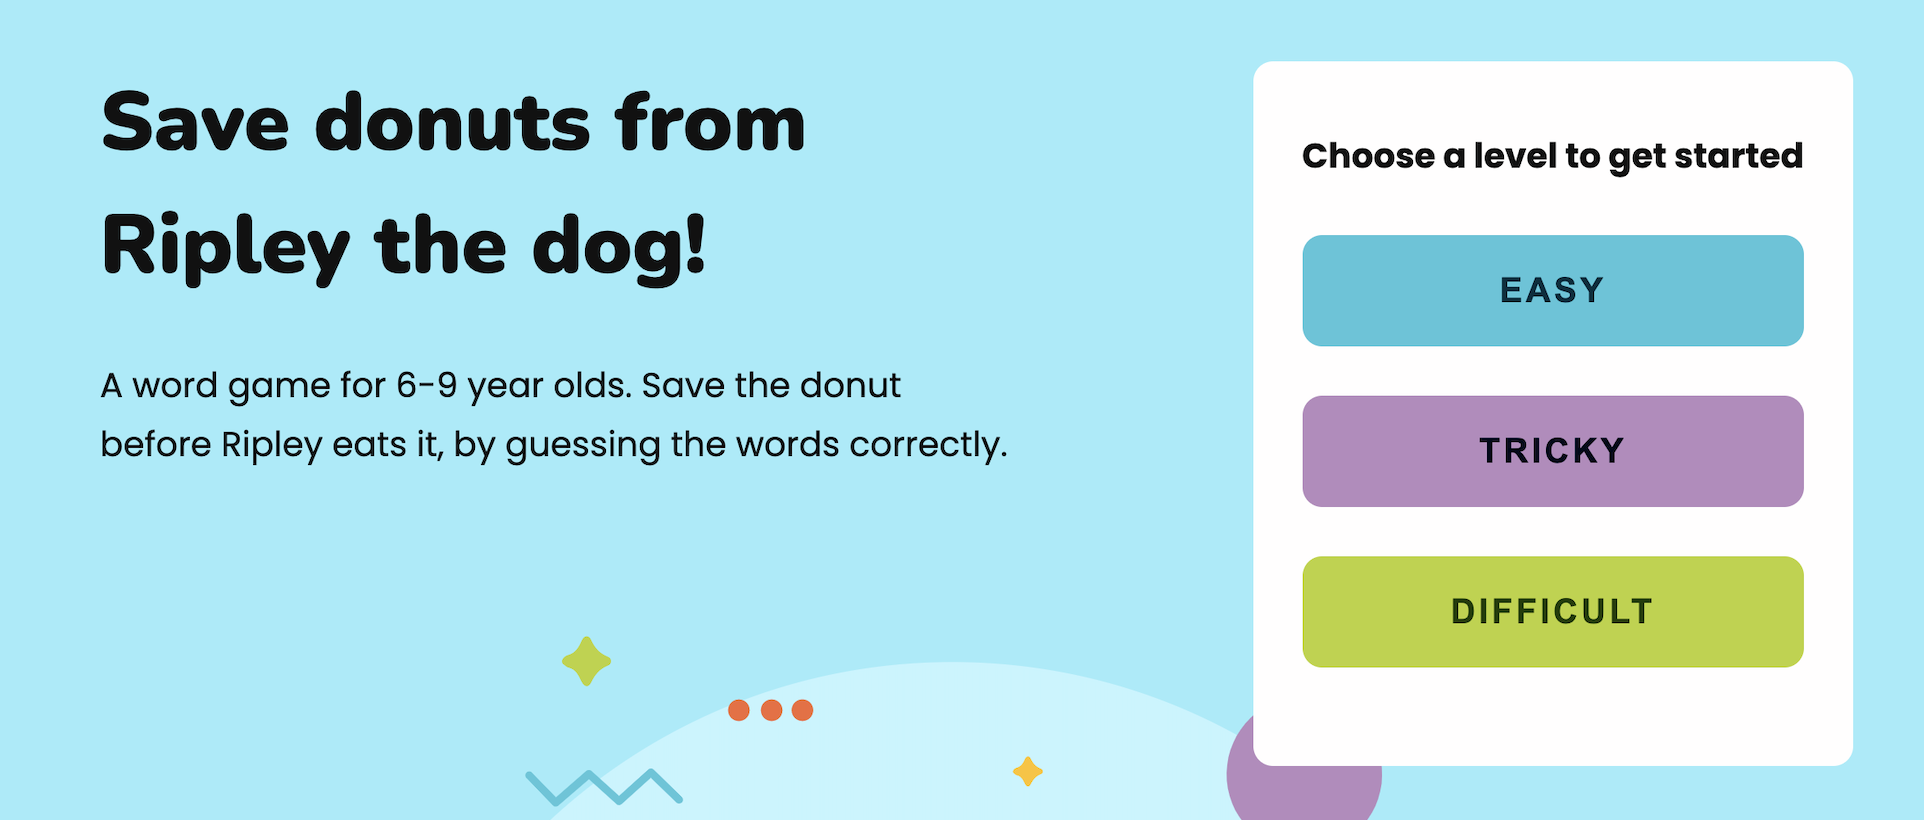 Save donuts from
Ripley the dog!
A word game for 6-9 year olds. Save the donut
before Ripley eats it, by guessing the words correctly.
Choose a level to get started
EASY
TRICKY
DIFFICULT